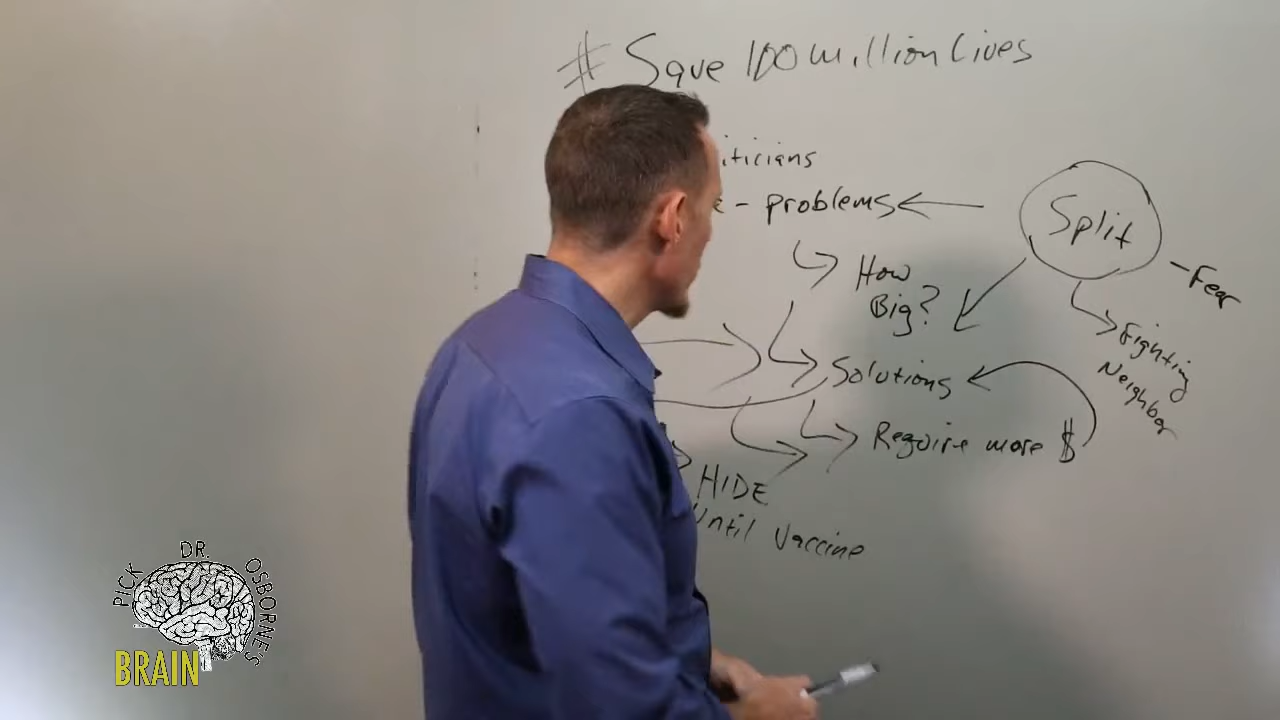 # Save 100 million Lives
iticians
- problems
Split
- Fear
How
Big?
Fighting
Neighbor
Solutions
Require more $
HIDE
Until Vaccine
PICK DR. OSBORNE'S
BRAIN